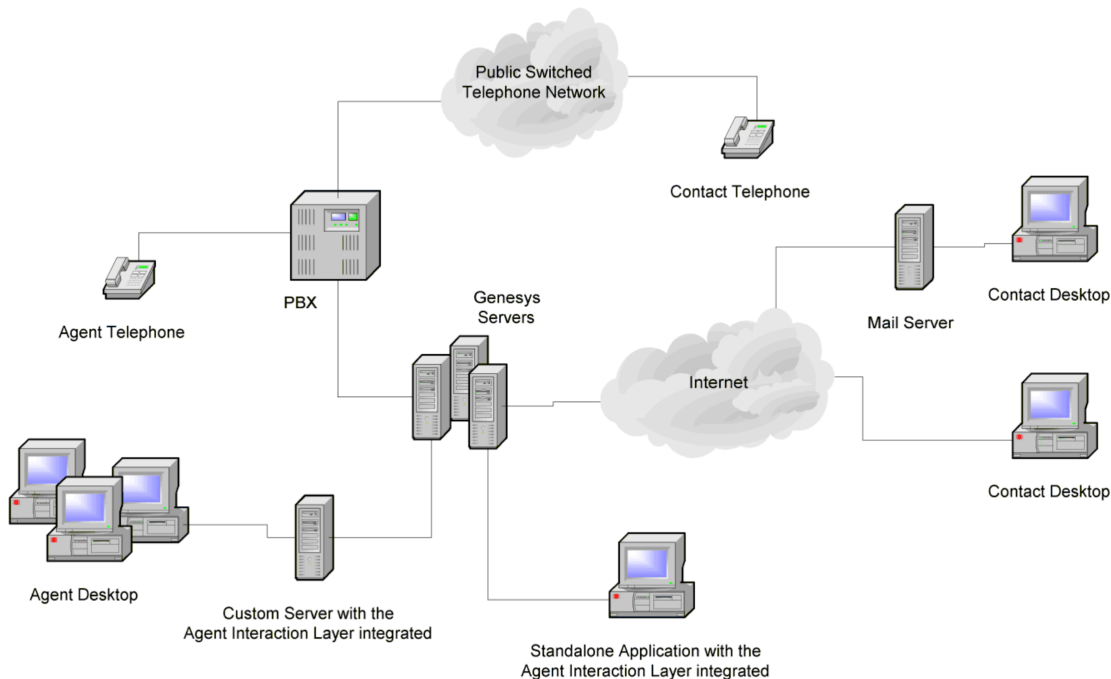 Public Switched
Telephone Network
Contact Telephone
PBX
Agent Telephone
Genesys
Servers
Mail Server
Contact Desktop
Internet
Contact Desktop
Agent Desktop
Custom Server with the
Agent Interaction Layer integrated
Standalone Application with the
Agent Interaction Layer integrated